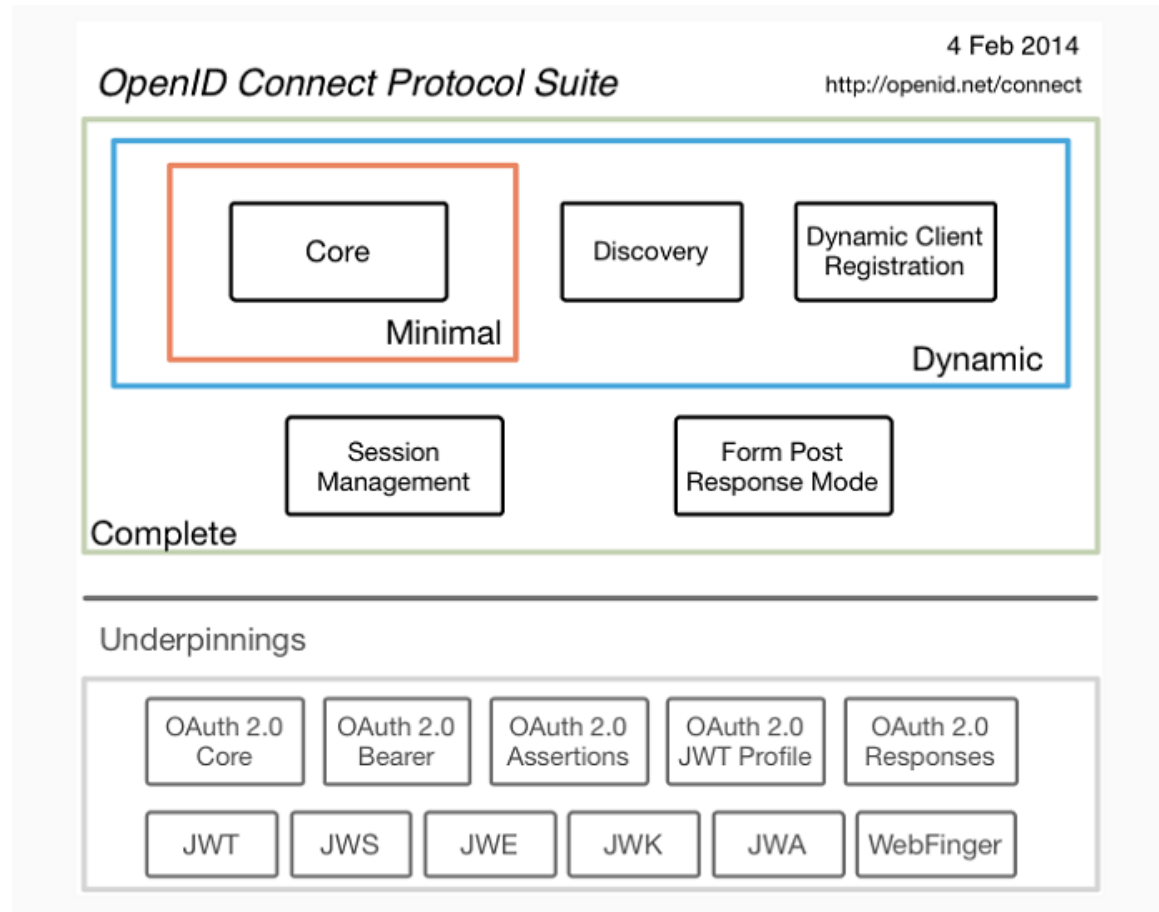 4 Feb 2014
OpenID Connect Protocol Suite
http://openid.net/connect
Core
Discovery
Dynamic Client
Registration
Minimal
Dynamic
Session
Management
Form Post
Response Mode
Complete
Underpinnings
OAuth 2.0
Core
OAuth 2.0
Bearer
OAuth 2.0
Assertions
OAuth 2.0
JWT Profile
OAuth 2.0
Responses
JWT
JWS
JWE
JWK
JWA
WebFinger